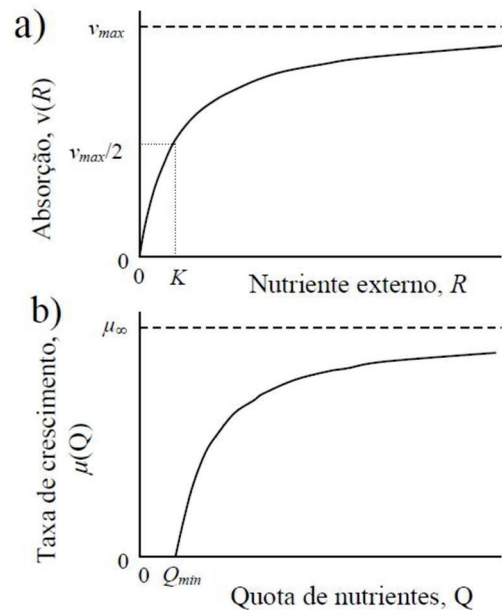 a)
v_max
v_max/2
0
0
K
Absorção, v(R)
Nutriente externo, R
b)
μ∞
0
0
Q_min
Taxa de crescimento,
μ(Q)
Quota de nutrientes, Q